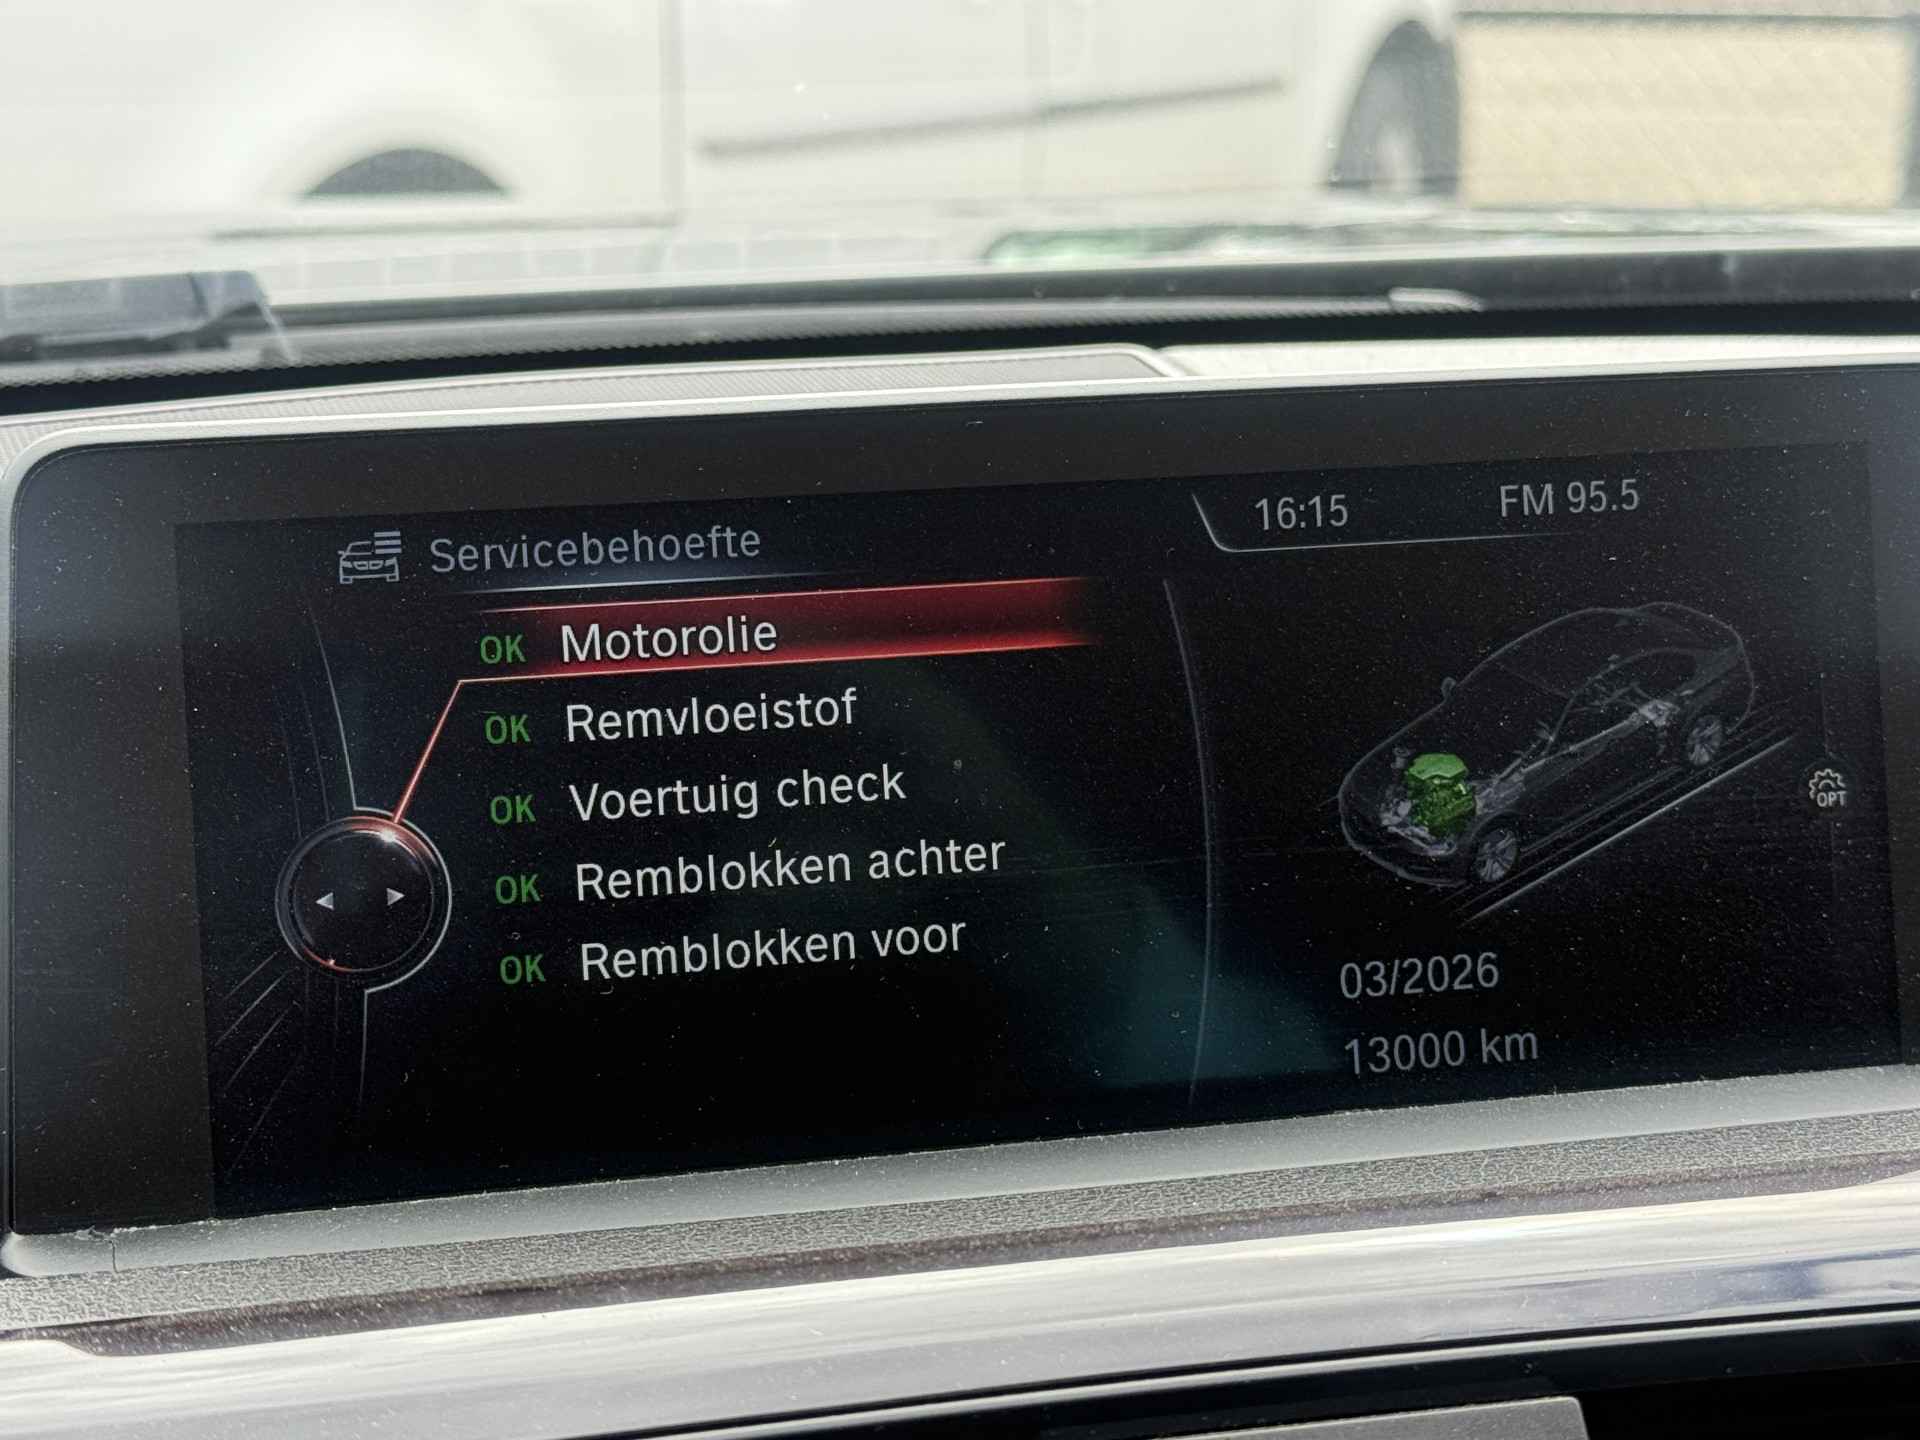 Servicebehoefte
16:15 FM 95.5
OK Motorolie
OK Remvloeistof
OK Voertuig check
OK Remblokken achter
OK Remblokken voor
OPT
03/2026
13000 km